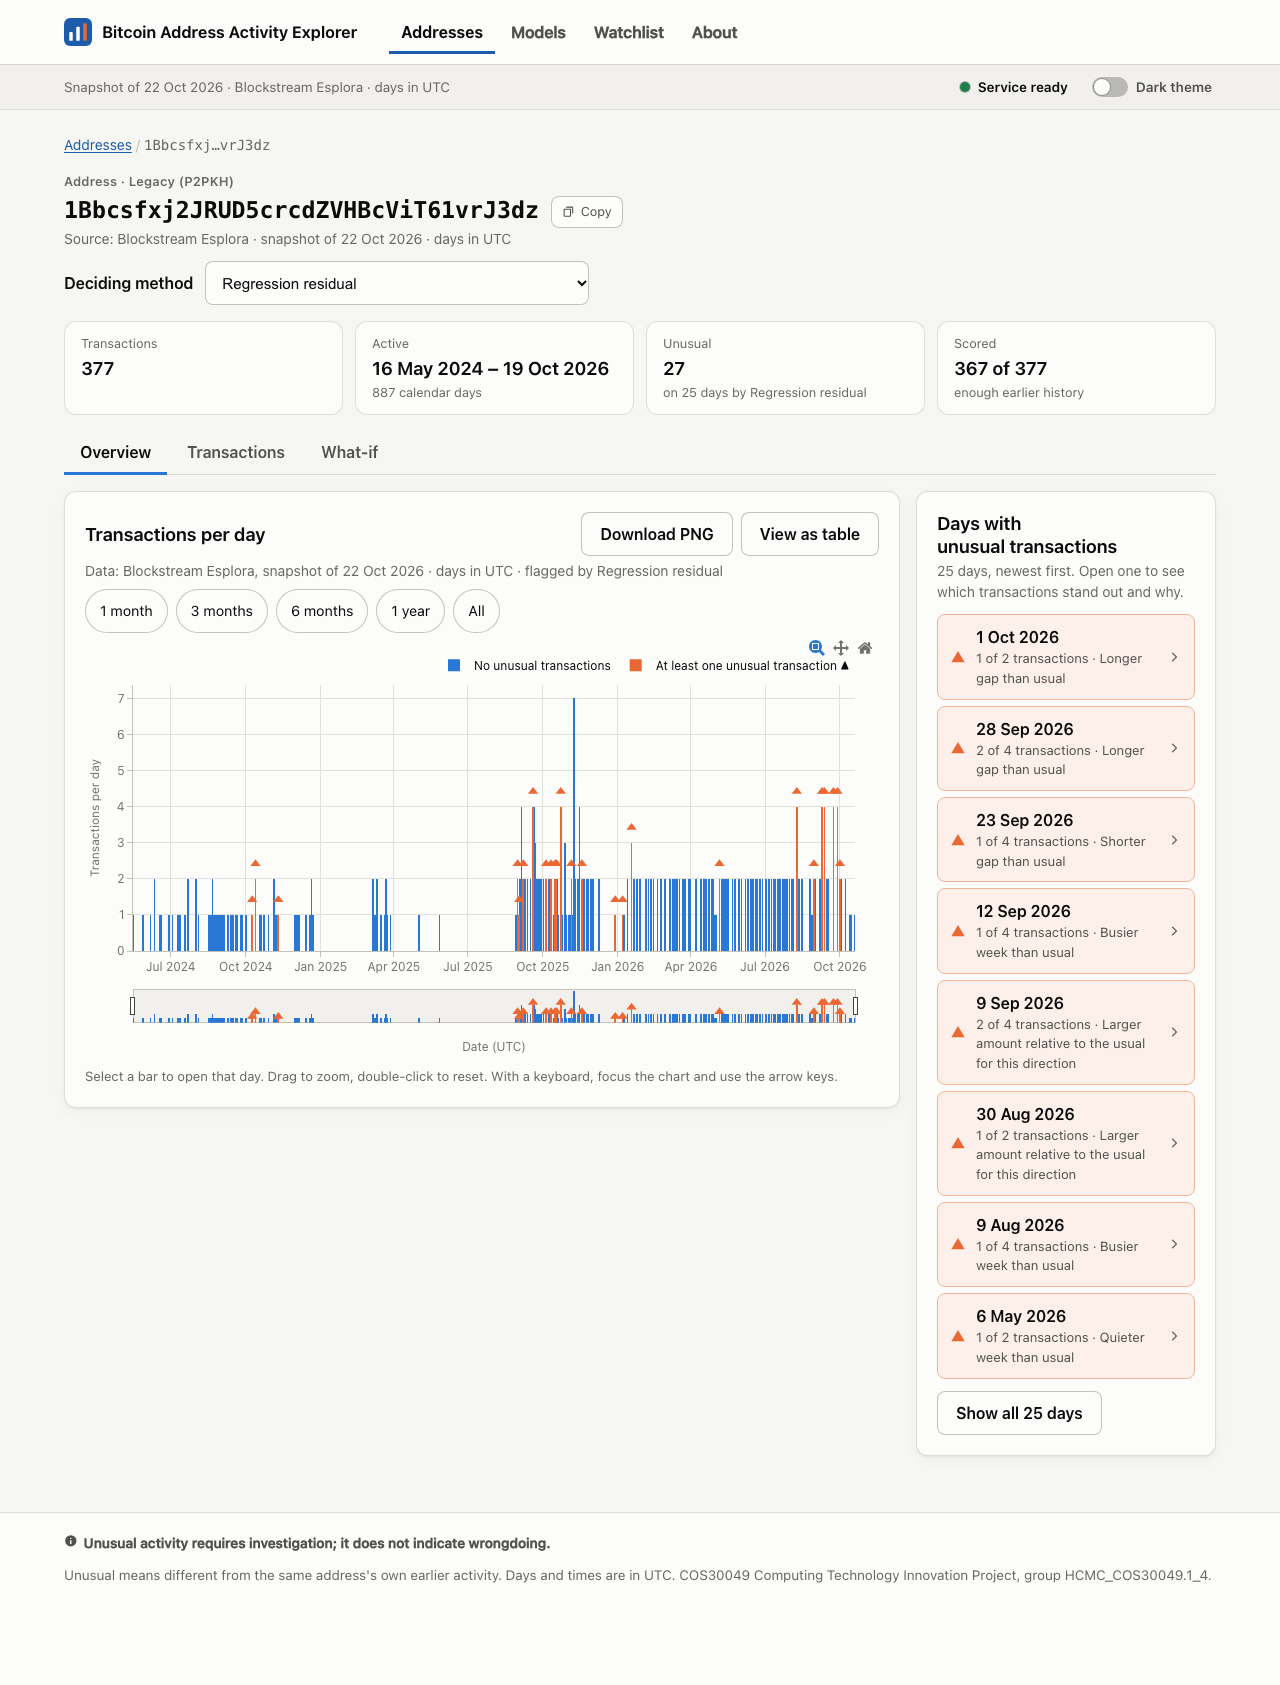 Bitcoin Address Activity Explorer
Addresses
Models
Watchlist
About
Snapshot of 22 Oct 2026 · Blockstream Esplora · days in UTC
Service ready
Dark theme
Addresses / 1Bbcsfxj…vrJ3dz
Address · Legacy (P2PKH)
1Bbcsfxj2JRUD5crcdZVHBcViT61vrJ3dz
Copy
Source: Blockstream Esplora · snapshot of 22 Oct 2026 · days in UTC
Deciding method
Regression residual
Transactions
377
Active
16 May 2024 – 19 Oct 2026
887 calendar days
Unusual
27
on 25 days by Regression residual
Scored
367 of 377
enough earlier history
Overview
Transactions
What-if
Transactions per day
Download PNG
View as table
Data: Blockstream Esplora, snapshot of 22 Oct 2026 · days in UTC · flagged by Regression residual
1 month
3 months
6 months
1 year
All
No unusual transactions
At least one unusual transaction ▲
Transactions per day
7
6
5
4
3
2
1
0
Jul 2024
Oct 2024
Jan 2025
Apr 2025
Jul 2025
Oct 2025
Jan 2026
Apr 2026
Jul 2026
Oct 2026
Date (UTC)
Select a bar to open that day. Drag to zoom, double-click to reset. With a keyboard, focus the chart and use the arrow keys.
Days with
unusual transactions
25 days, newest first. Open one to see
which transactions stand out and why.
1 Oct 2026
1 of 2 transactions · Longer
gap than usual
28 Sep 2026
2 of 4 transactions · Longer
gap than usual
23 Sep 2026
1 of 4 transactions · Shorter
gap than usual
12 Sep 2026
1 of 4 transactions · Busier
week than usual
9 Sep 2026
2 of 4 transactions · Larger
amount relative to the usual
for this direction
30 Aug 2026
1 of 2 transactions · Larger
amount relative to the usual
for this direction
9 Aug 2026
1 of 4 transactions · Busier
week than usual
6 May 2026
1 of 2 transactions · Quieter
week than usual
Show all 25 days
Unusual activity requires investigation; it does not indicate wrongdoing.
Unusual means different from the same address's own earlier activity. Days and times are in UTC. COS30049 Computing Technology Innovation Project, group HCMC_COS30049.1_4.